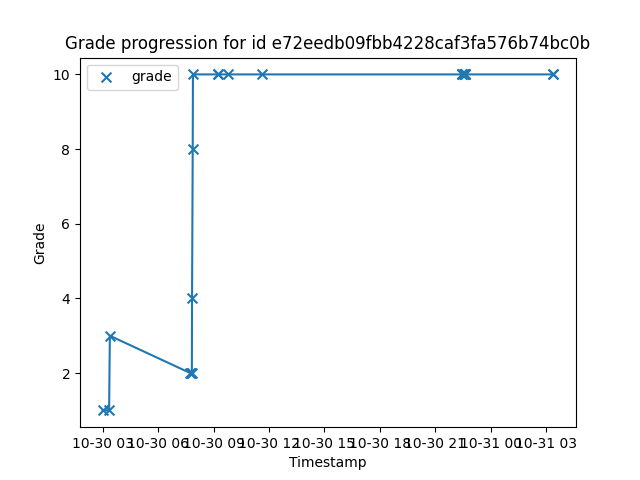 Grade progression for id e72eedb09fbb4228caf3fa576b74bc0b
grade
10
8
6
4
2
Grade
10-30 03 10-30 06 10-30 09 10-30 12 10-30 15 10-30 18 10-30 21 10-31 00 10-31 03
Timestamp